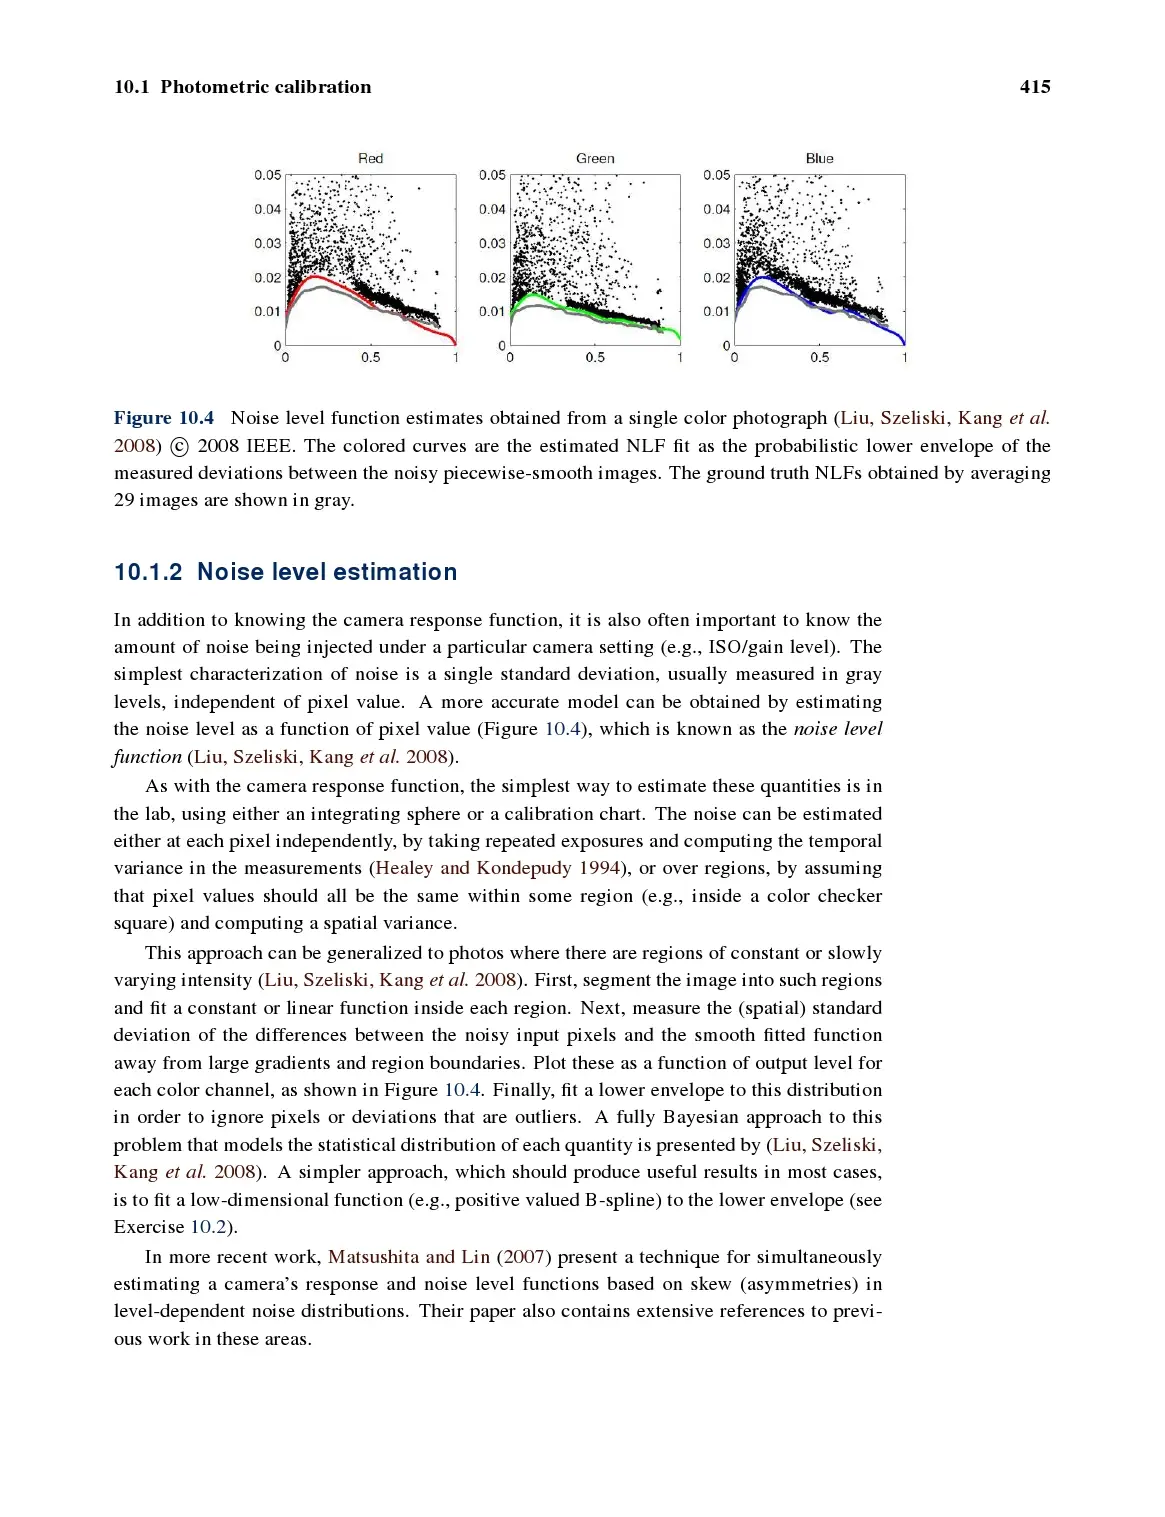 10.1 Photometric calibration 415
Red Green Blue
0.05 0.05 0.05
0.04 0.04 0.04
0.03 0.03 0.03
0.02 0.02 0.02
0.01 0.01 0.01
0 0 0
0 0.5 1 0 0.5 1 0 0.5 1
Figure 10.4 Noise level function estimates obtained from a single color photograph (Liu, Szeliski, Kang et al.
2008) © 2008 IEEE. The colored curves are the estimated NLF fit as the probabilistic lower envelope of the
measured deviations between the noisy piecewise-smooth images. The ground truth NLFs obtained by averaging
29 images are shown in gray.
10.1.2 Noise level estimation
In addition to knowing the camera response function, it is also often important to know the
amount of noise being injected under a particular camera setting (e.g., ISO/gain level). The
simplest characterization of noise is a single standard deviation, usually measured in gray
levels, independent of pixel value. A more accurate model can be obtained by estimating
the noise level as a function of pixel value (Figure 10.4), which is known as the noise level
function (Liu, Szeliski, Kang et al. 2008).
As with the camera response function, the simplest way to estimate these quantities is in
the lab, using either an integrating sphere or a calibration chart. The noise can be estimated
either at each pixel independently, by taking repeated exposures and computing the temporal
variance in the measurements (Healey and Kondepudy 1994), or over regions, by assuming
that pixel values should all be the same within some region (e.g., inside a color checker
square) and computing a spatial variance.
This approach can be generalized to photos where there are regions of constant or slowly
varying intensity (Liu, Szeliski, Kang et al. 2008). First, segment the image into such regions
and fit a constant or linear function inside each region. Next, measure the (spatial) standard
deviation of the differences between the noisy input pixels and the smooth fitted function
away from large gradients and region boundaries. Plot these as a function of output level for
each color channel, as shown in Figure 10.4. Finally, fit a lower envelope to this distribution
in order to ignore pixels or deviations that are outliers. A fully Bayesian approach to this
problem that models the statistical distribution of each quantity is presented by (Liu, Szeliski,
Kang et al. 2008). A simpler approach, which should produce useful results in most cases,
is to fit a low-dimensional function (e.g., positive valued B-spline) to the lower envelope (see
Exercise 10.2).
In more recent work, Matsushita and Lin (2007) present a technique for simultaneously
estimating a camera's response and noise level functions based on skew (asymmetries) in
level-dependent noise distributions. Their paper also contains extensive references to previ-
ous work in these areas.